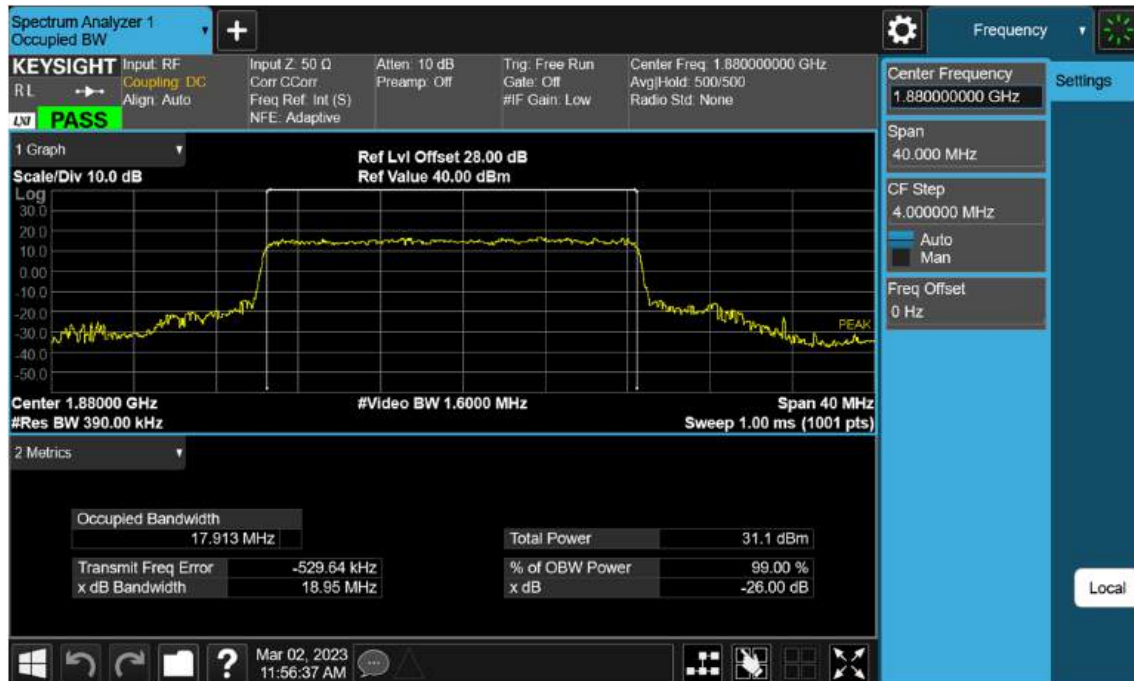 Spectrum Analyzer 1
Occupied BW
Frequency
KEYSIGHT
RL
LXI
PASS
Input: RF
Coupling: DC
Align: Auto
Input Z: 50 Ω
Corr CCorr
Freq Ref: Int (S)
NFE: Adaptive
Atten: 10 dB
Preamp: Off
Trig: Free Run
Gate: Off
#IF Gain: Low
Center Freq: 1.880000000 GHz
Avg|Hold: 500/500
Radio Std: None
Center Frequency
1.880000000 GHz
Settings
Span
40.000 MHz
CF Step
4.000000 MHz
Auto
Man
Freq Offset
0 Hz
Local
1 Graph
Scale/Div 10.0 dB
Ref Lvl Offset 28.00 dB
Ref Value 40.00 dBm
Log
30.0
20.0
10.0
0.00
-10.0
-20.0
-30.0
-40.0
-50.0
PEAK
Center 1.88000 GHz
#Video BW 1.6000 MHz
Span 40 MHz
#Res BW 390.00 kHz
Sweep 1.00 ms (1001 pts)
2 Metrics
Occupied Bandwidth
17.913 MHz
Total Power 31.1 dBm
Transmit Freq Error -529.64 kHz
% of OBW Power 99.00 %
x dB Bandwidth 18.95 MHz
x dB -26.00 dB
Mar 02, 2023
11:56:37 AM